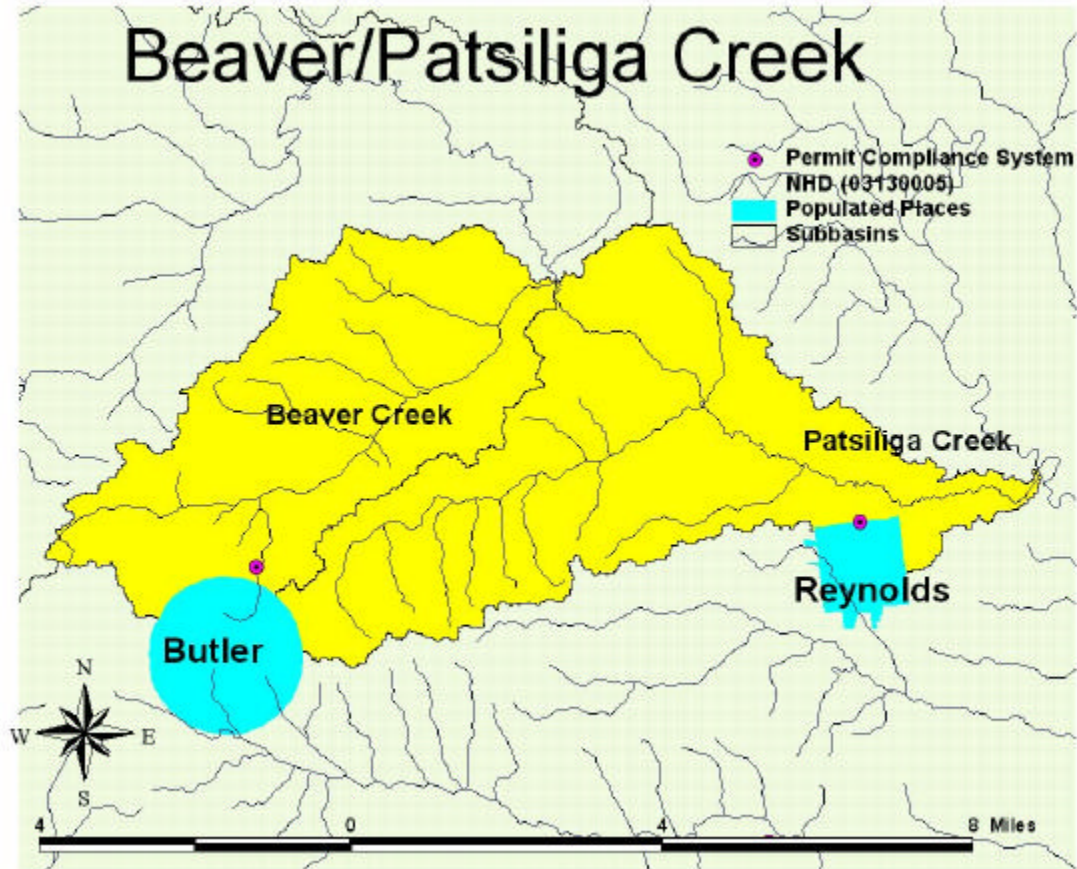 Beaver/Patsiliga Creek
Permit Compliance System
NHD (03130005)
Populated Places
Subbasins
Beaver Creek
Patsiliga Creek
Reynolds
Butler
N
W E
S
4 0 4 8 Miles